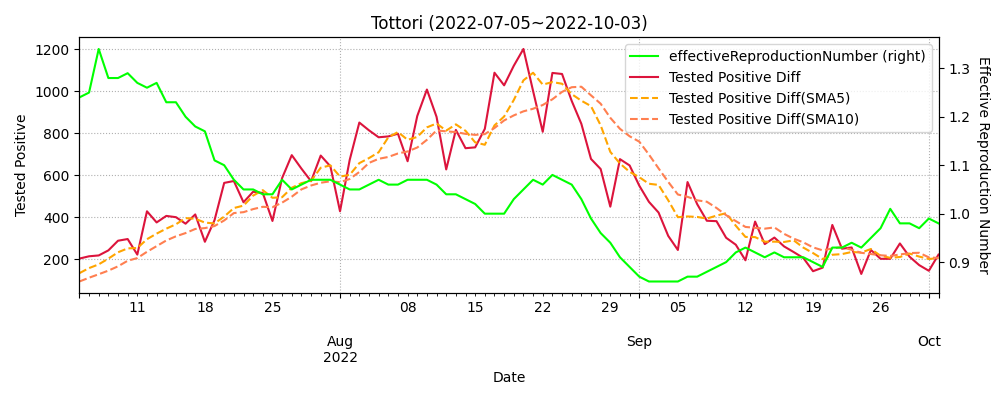 Tottori (2022-07-05~2022-10-03)
effectiveReproductionNumber (right)
Tested Positive Diff
Tested Positive Diff(SMA5)
Tested Positive Diff(SMA10)
Tested Positive
1200
1000
800
600
400
200
1.3
1.2
1.1
1.0
0.9
Effective Reproduction Number
11 18 25 08 15 22 29 05 12 19 26
Aug Sep Oct
2022
Date